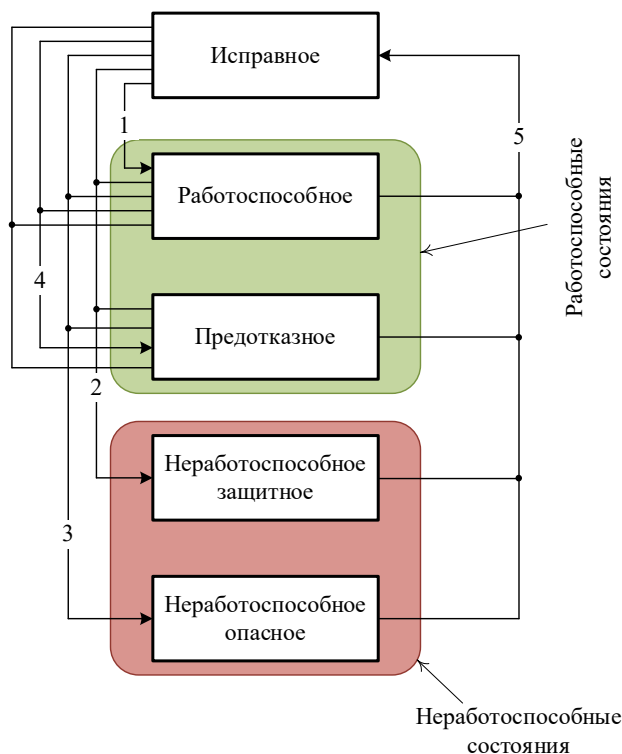 Исправное
1
5
Работоспособное
Работоспособные
состояния
4
Предотказное
2
Неработоспособное
защитное
3
Неработоспособное
опасное
Неработоспособные
состояния